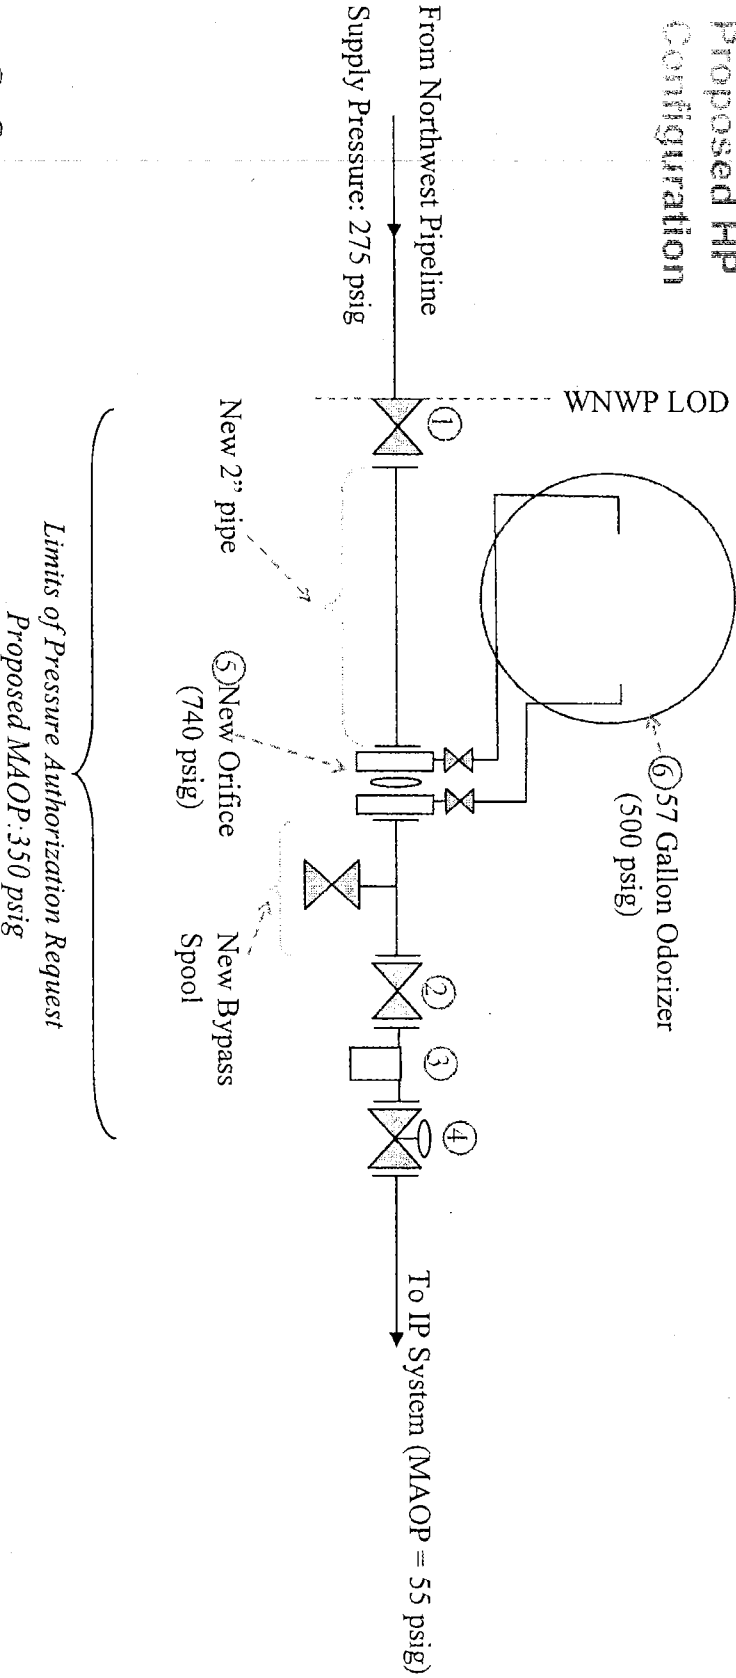 Proposed HP
Configuration
WNWP LOD
⑥57 Gallon Odorizer
(500 psig)
From Northwest Pipeline
Supply Pressure: 275 psig
①
②
③
④
To IP System (MAOP = 55 psig)
New 2” pipe
⑤New Orifice
(740 psig)
New Bypass
Spool
Limits of Pressure Authorization Request
Proposed MAOP: 350 psig